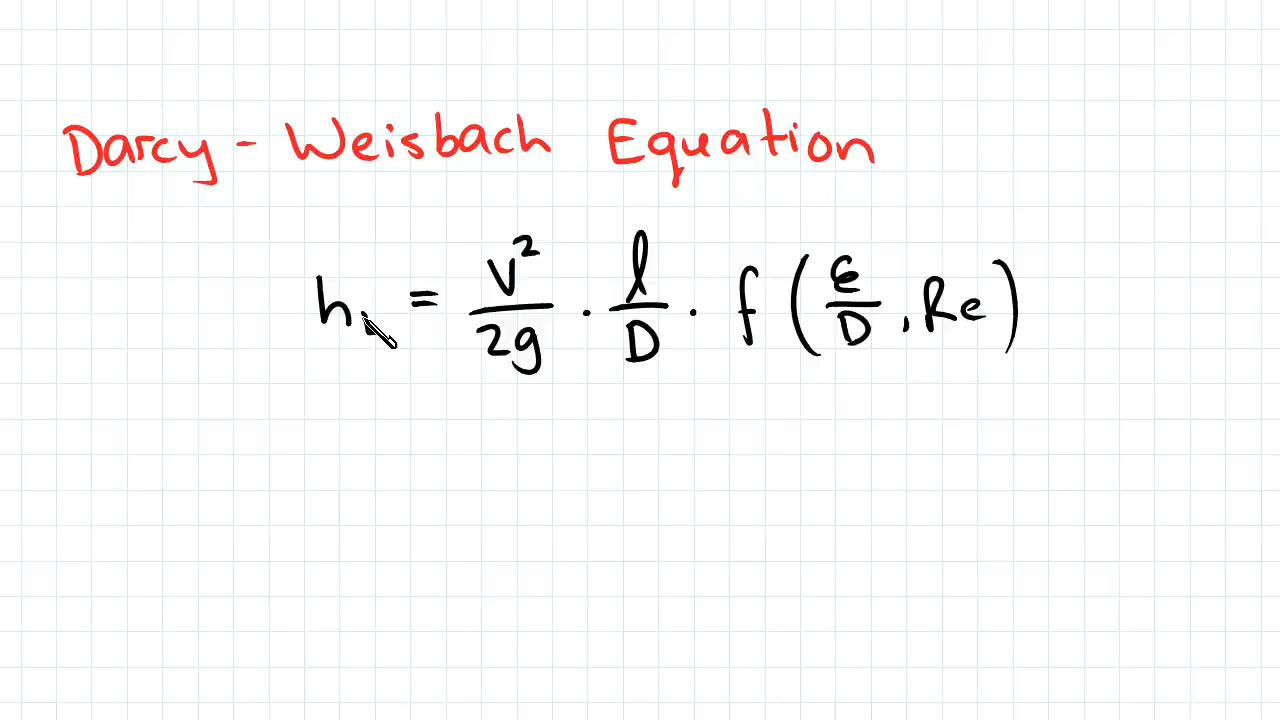 Darcy - Weisbach Equation
h = V²/2g · l/D · f (ϵ/D, Re)